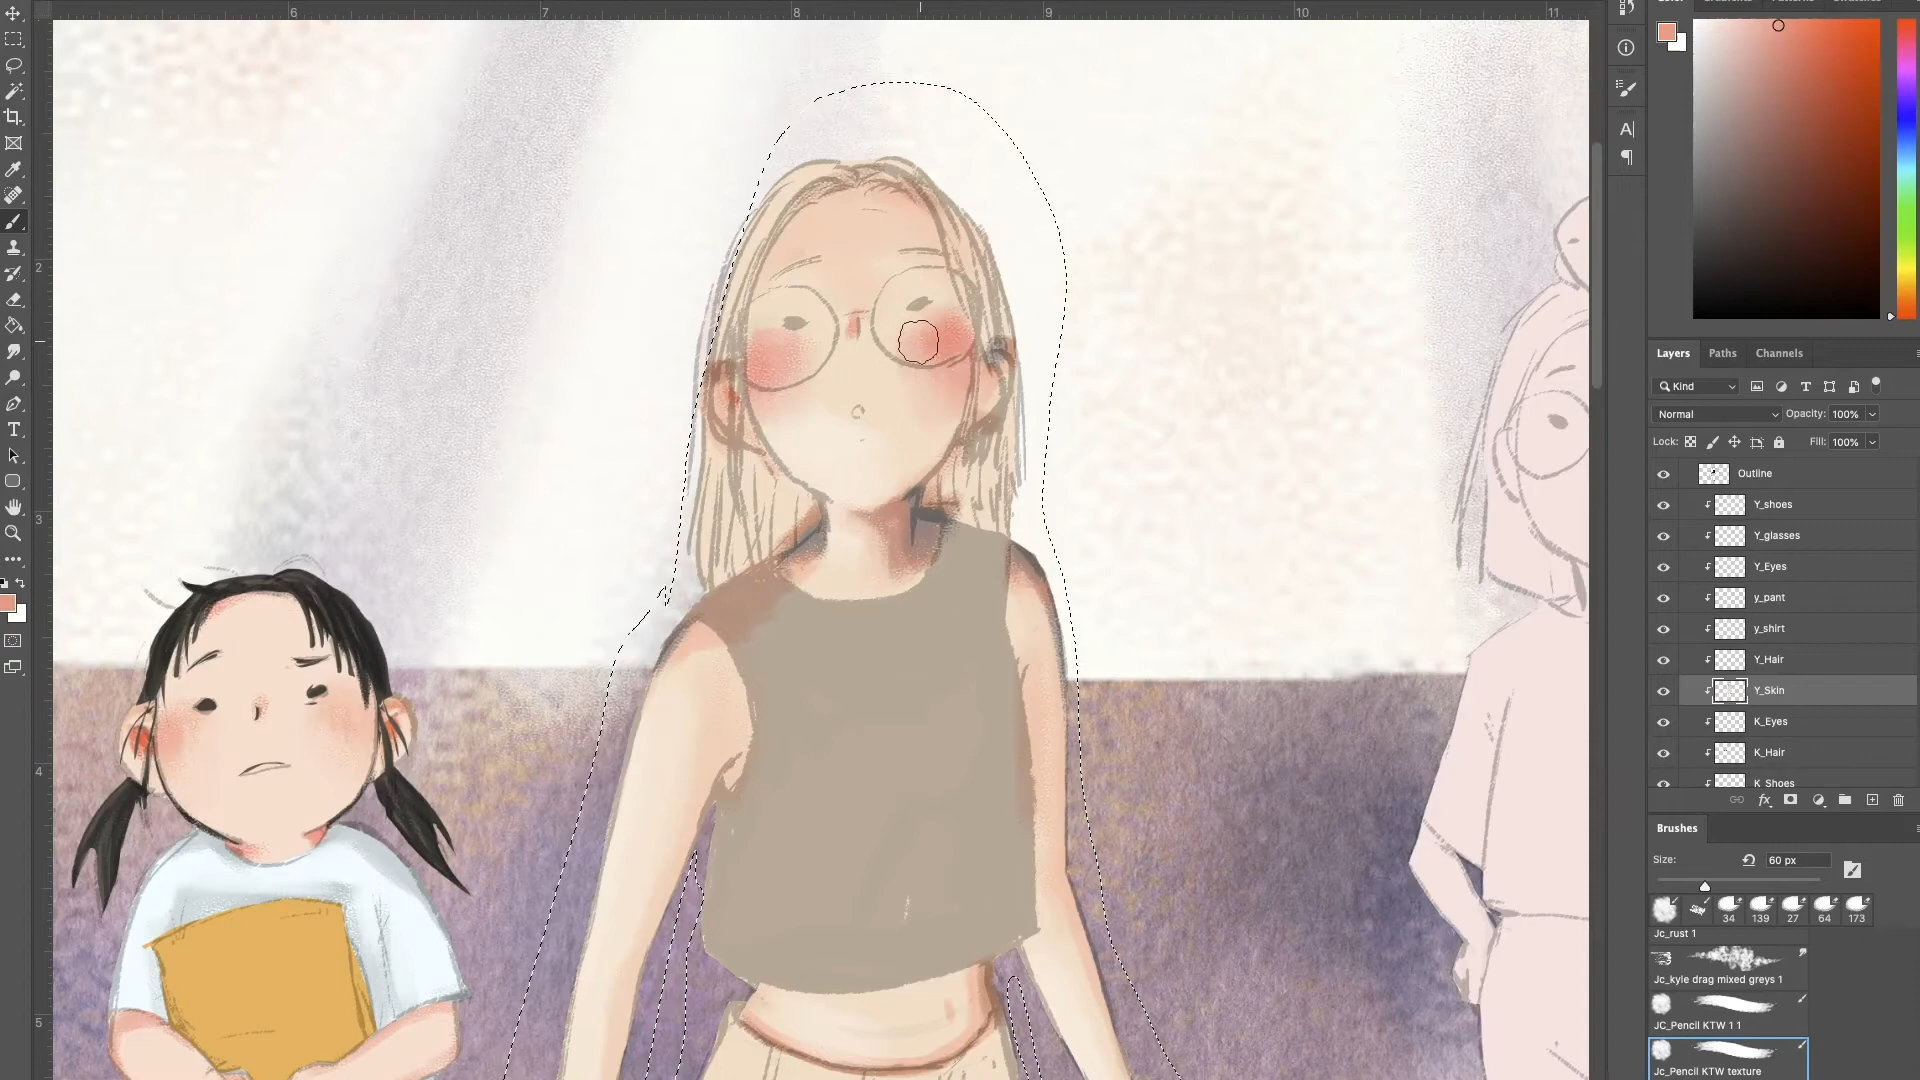 6 7 8 9 10 11
2
3
4
5
Layers Paths Channels
Kind
Normal Opacity: 100%
Lock: Fill: 100%
Outline
Y_shoes
Y_glasses
Y_Eyes
y_pant
y_shirt
Y_Hair
Y_Skin
K_Eyes
K_Hair
K_Shoes
Brushes
Size: 60 px
34 139 27 64 173
Jc_rust 1
Jc_kyle drag mixed greys 1
JC_Pencil KTW 1 1
Jc_Pencil KTW texture